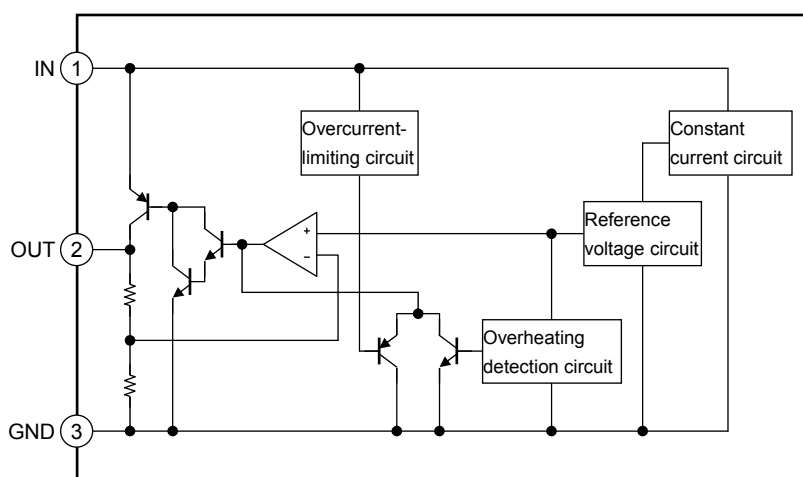 IN 1
Overcurrent-
limiting circuit
Constant
current circuit
Reference
voltage circuit
OUT 2
+
−
Overheating
detection circuit
GND 3